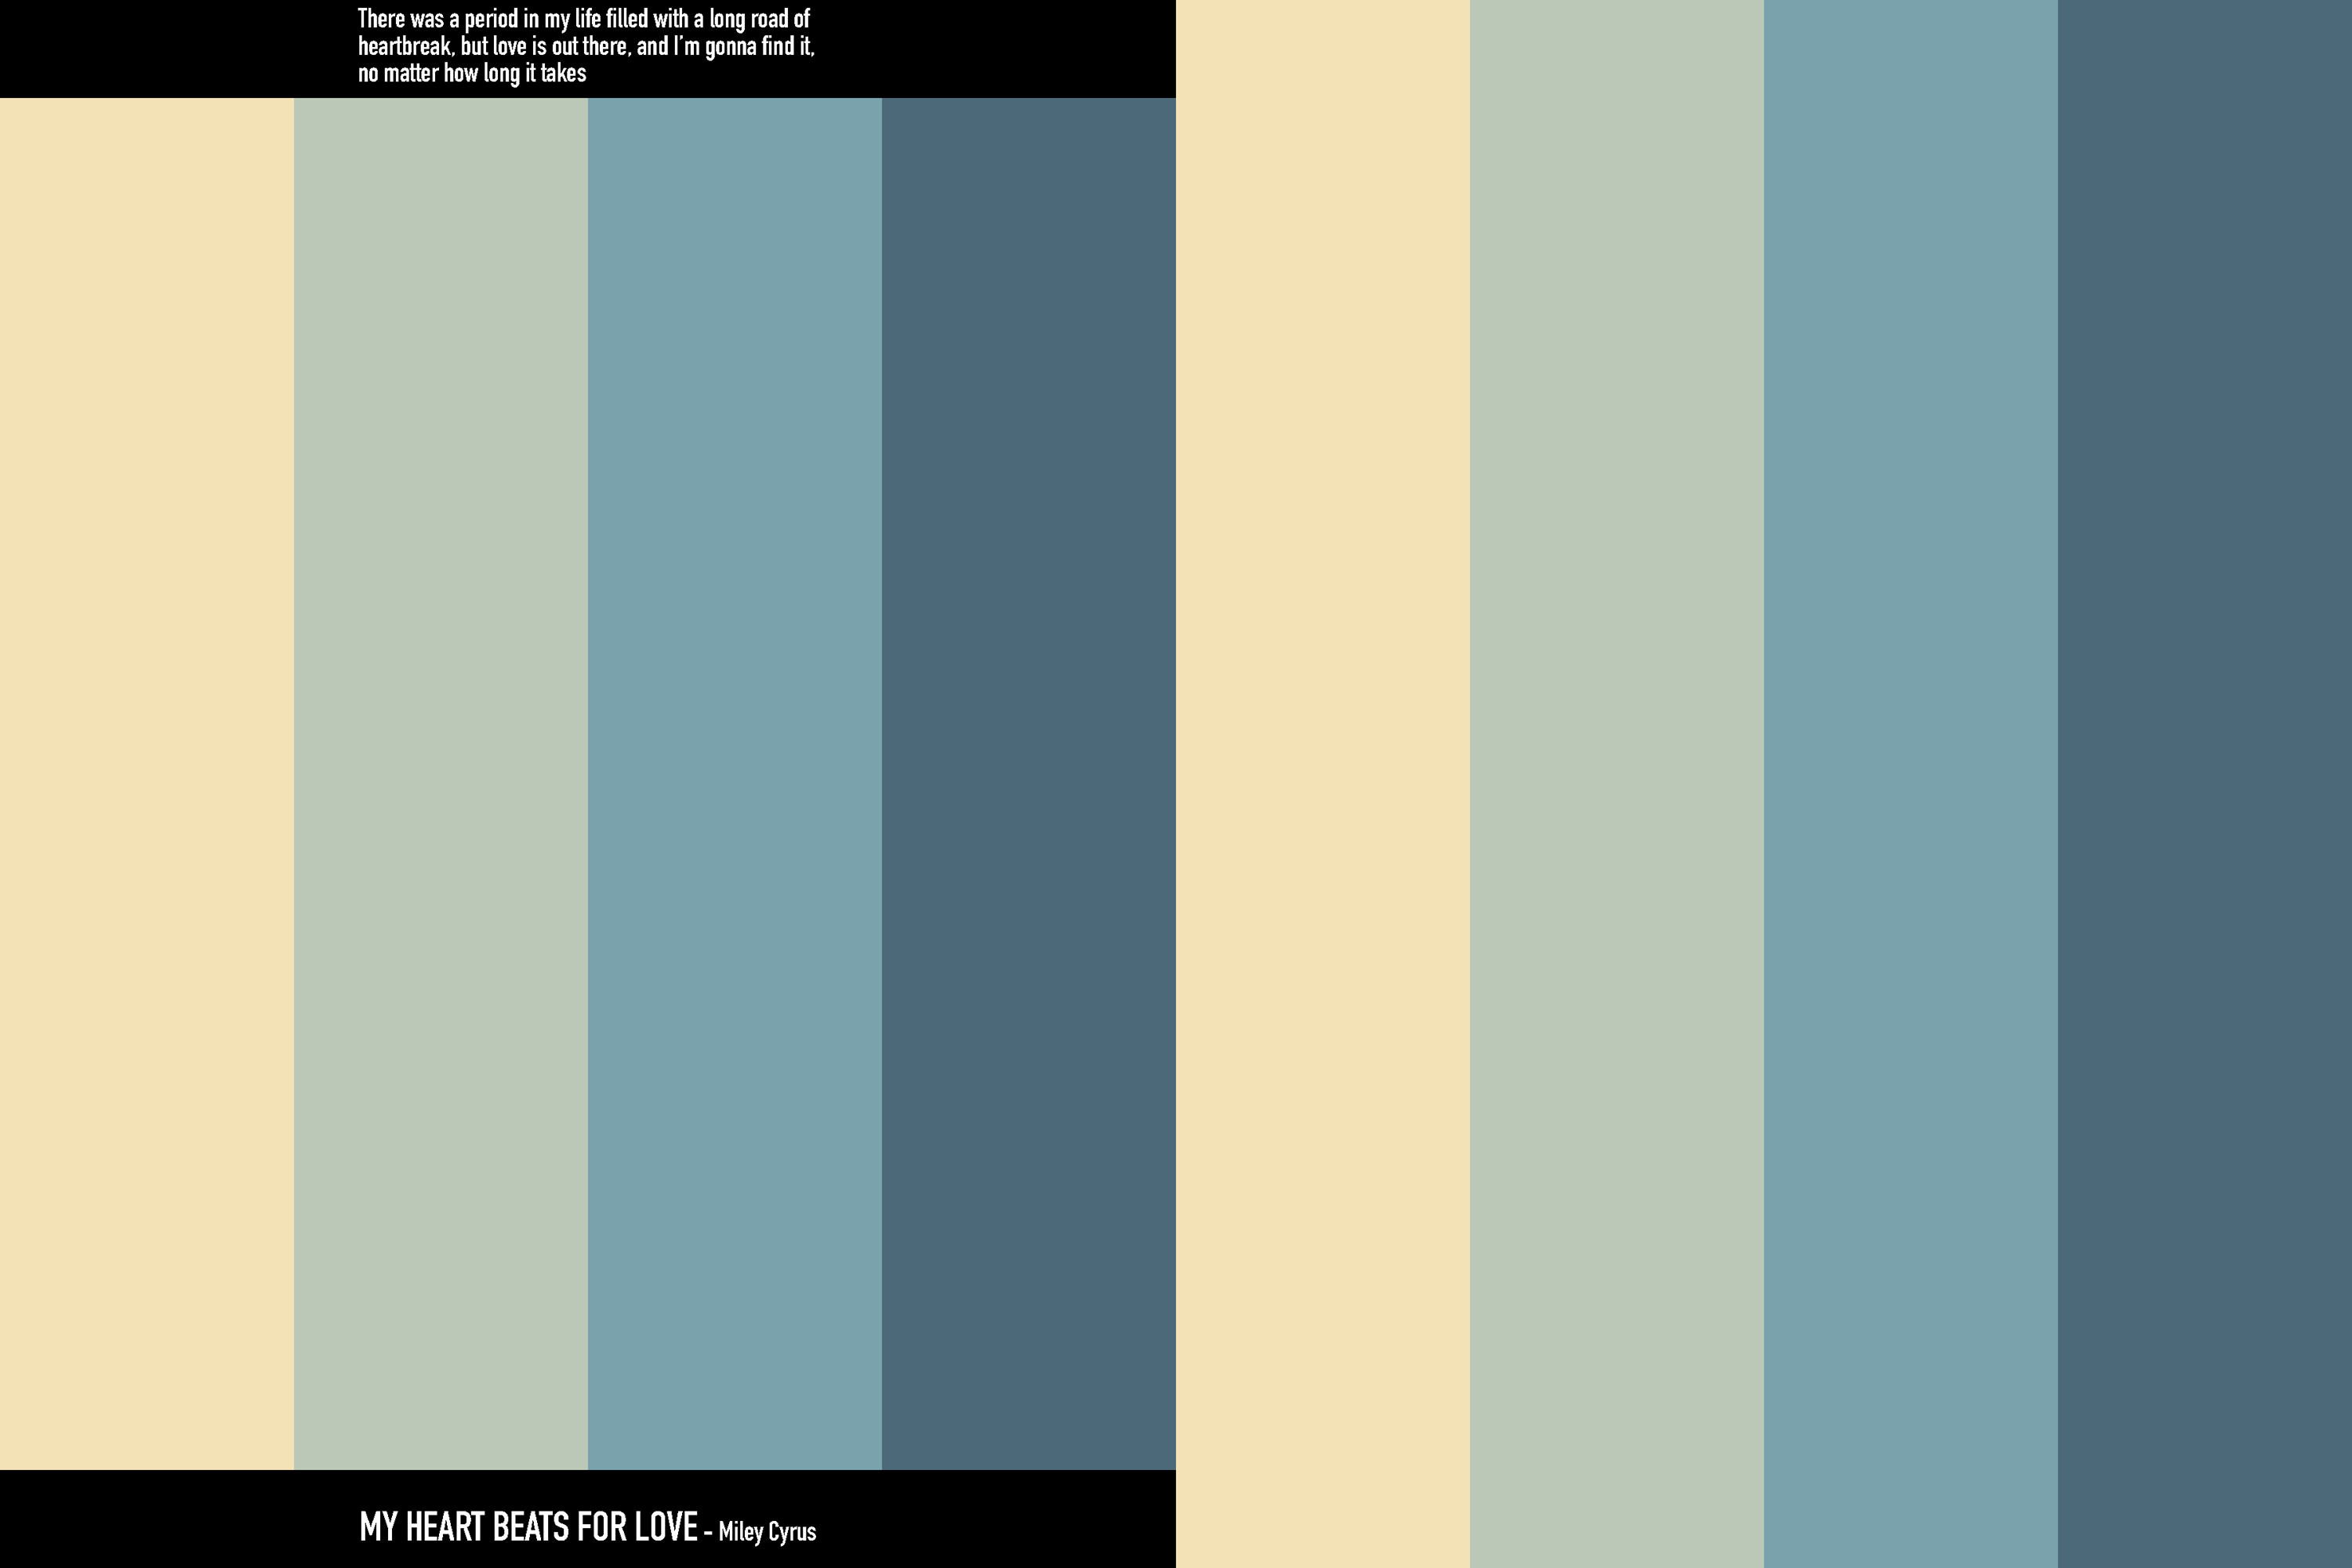 There was a period in my life filled with a long road of
heartbreak, but love is out there, and I'm gonna find it,
no matter how long it takes
MY HEART BEATS FOR LOVE - Miley Cyrus